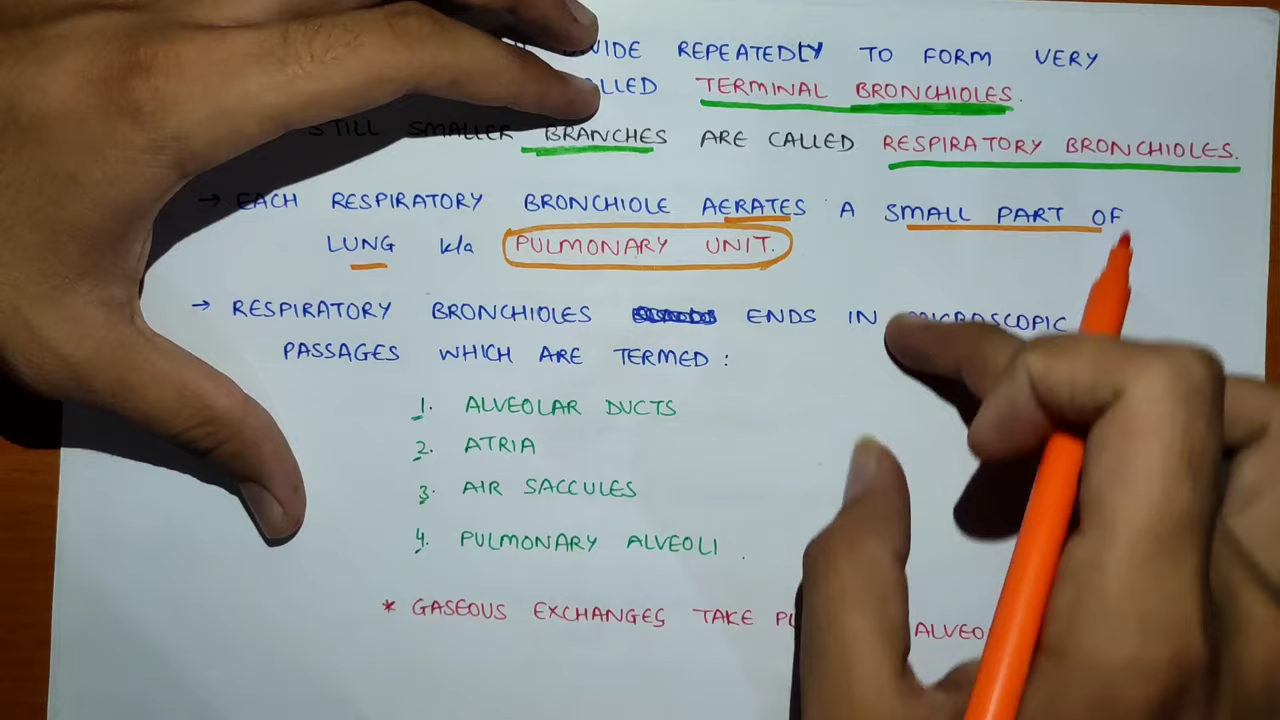 REPEATEDLY TO FORM VERY
TERMINAL BRONCHIOLES.
STILL SMALLER BRANCHES ARE CALLED RESPIRATORY BRONCHIOLES.
→ EACH RESPIRATORY BRONCHIOLE AERATES A SMALL PART OF
LUNG k/a PULMONARY UNIT.
→ RESPIRATORY BRONCHIOLES ENDS IN MICROSCOPIC
PASSAGES WHICH ARE TERMED :
1. ALVEOLAR DUCTS
2. ATRIA
3. AIR SACCULES
4. PULMONARY ALVEOLI .
* GASEOUS EXCHANGES TAKE